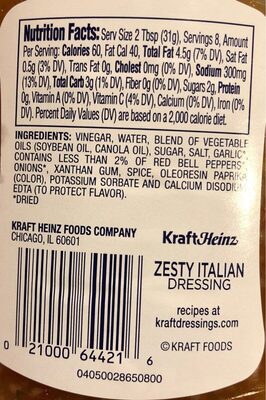 Nutrition Facts: Serv Size 2 Tbsp (31g), Servings 8, Amount
Per Serving: Calories 60, Fat Cal 40, Total Fat 4.5g (7% DV), Sat Fat
0.5g (3% DV), Trans Fat 0g, Cholest 0mg (0% DV), Sodium 300mg
(13% DV), Total Carb 3g (1% DV), Fiber 0g (0% DV), Sugars 2g, Protein
0g, Vitamin A (0% DV), Vitamin C (4% DV), Calcium (0% DV), Iron (0%
DV). Percent Daily Values (DV) are based on a 2,000 calorie diet.
INGREDIENTS: VINEGAR, WATER, BLEND OF VEGETABLE
OILS (SOYBEAN OIL, CANOLA OIL), SUGAR, SALT, GARLIC*,
CONTAINS LESS THAN 2% OF RED BELL PEPPERS*,
ONIONS*, XANTHAN GUM, SPICE, OLEORESIN PAPRIKA
(COLOR), POTASSIUM SORBATE AND CALCIUM DISODIUM
EDTA (TO PROTECT FLAVOR).
*DRIED
KRAFT HEINZ FOODS COMPANY
CHICAGO, IL 60601
KraftHeinz
ZESTY ITALIAN
DRESSING
recipes at
kraftdressings.com
© KRAFT FOODS
0 21000 64421 6
04050028650800